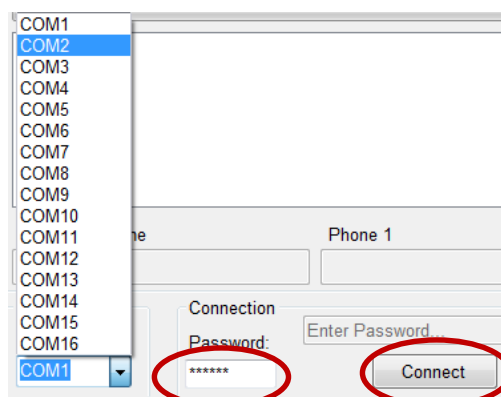 COM1
COM2
COM3
COM4
COM5
COM6
COM7
COM8
COM9
COM10
COM11
COM12
COM13
COM14
COM15
COM16
COM1
Phone 1
Connection
Password:
Enter Password...
******
Connect